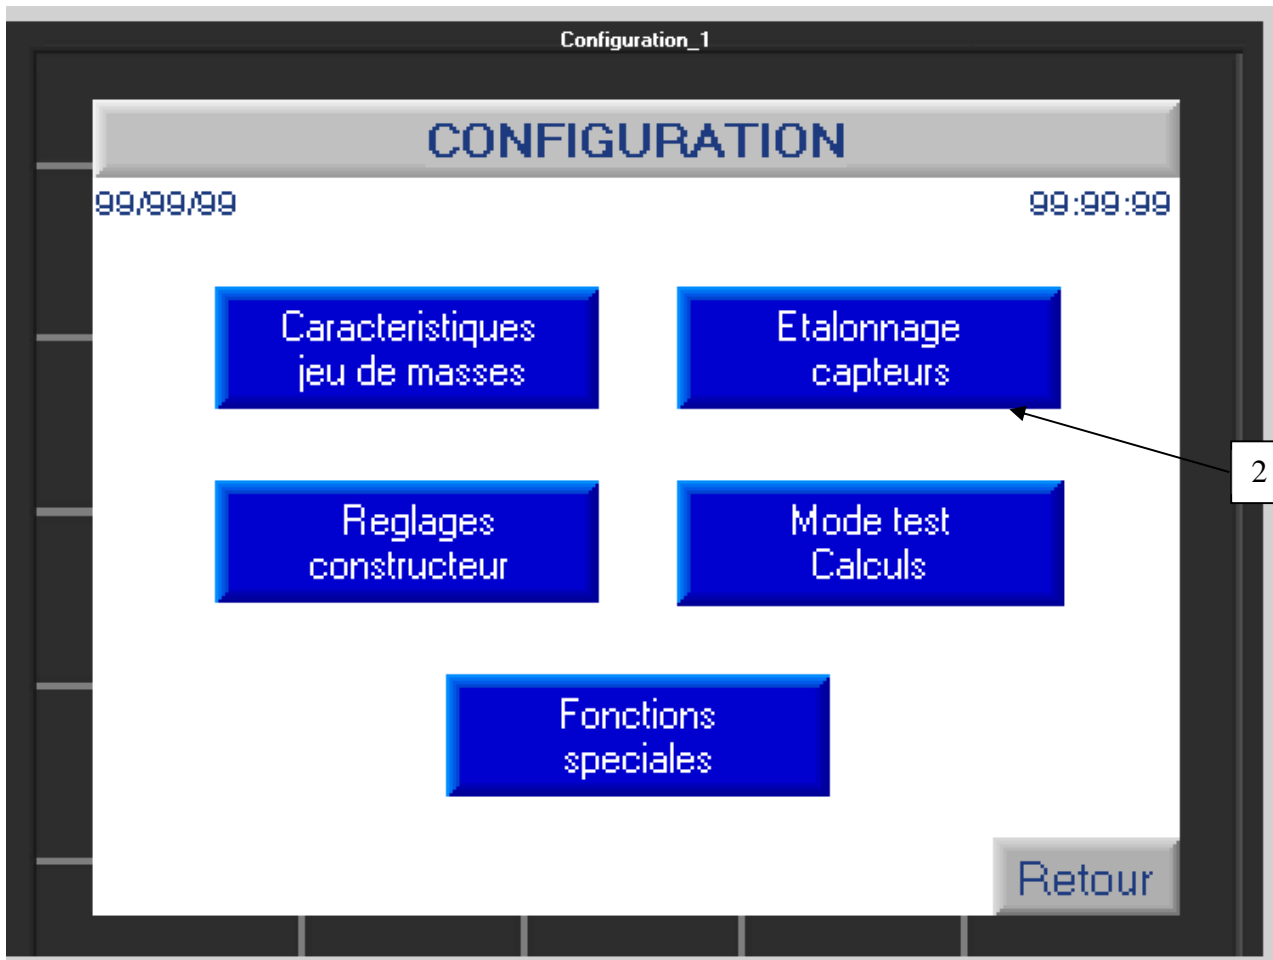 Configuration_1
CONFIGURATION
99/99/99
99:99:99
Caracteristiques
jeu de masses
Etalonnage
capteurs
2
Reglages
constructeur
Mode test
Calculs
Fonctions
speciales
Retour